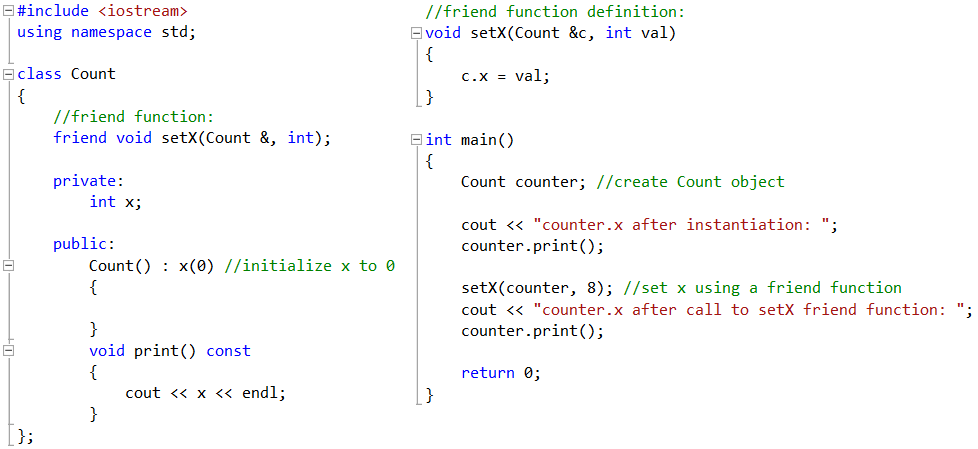 #include <iostream>
using namespace std;

class Count
{
    //friend function:
    friend void setX(Count &, int);

    private:
        int x;

    public:
        Count() : x(0) //initialize x to 0
        {

        }
        void print() const
        {
            cout << x << endl;
        }
};

//friend function definition:
void setX(Count &c, int val)
{
    c.x = val;
}

int main()
{
    Count counter; //create Count object

    cout << "counter.x after instantiation: ";
    counter.print();

    setX(counter, 8); //set x using a friend function
    cout << "counter.x after call to setX friend function: ";
    counter.print();

    return 0;
}